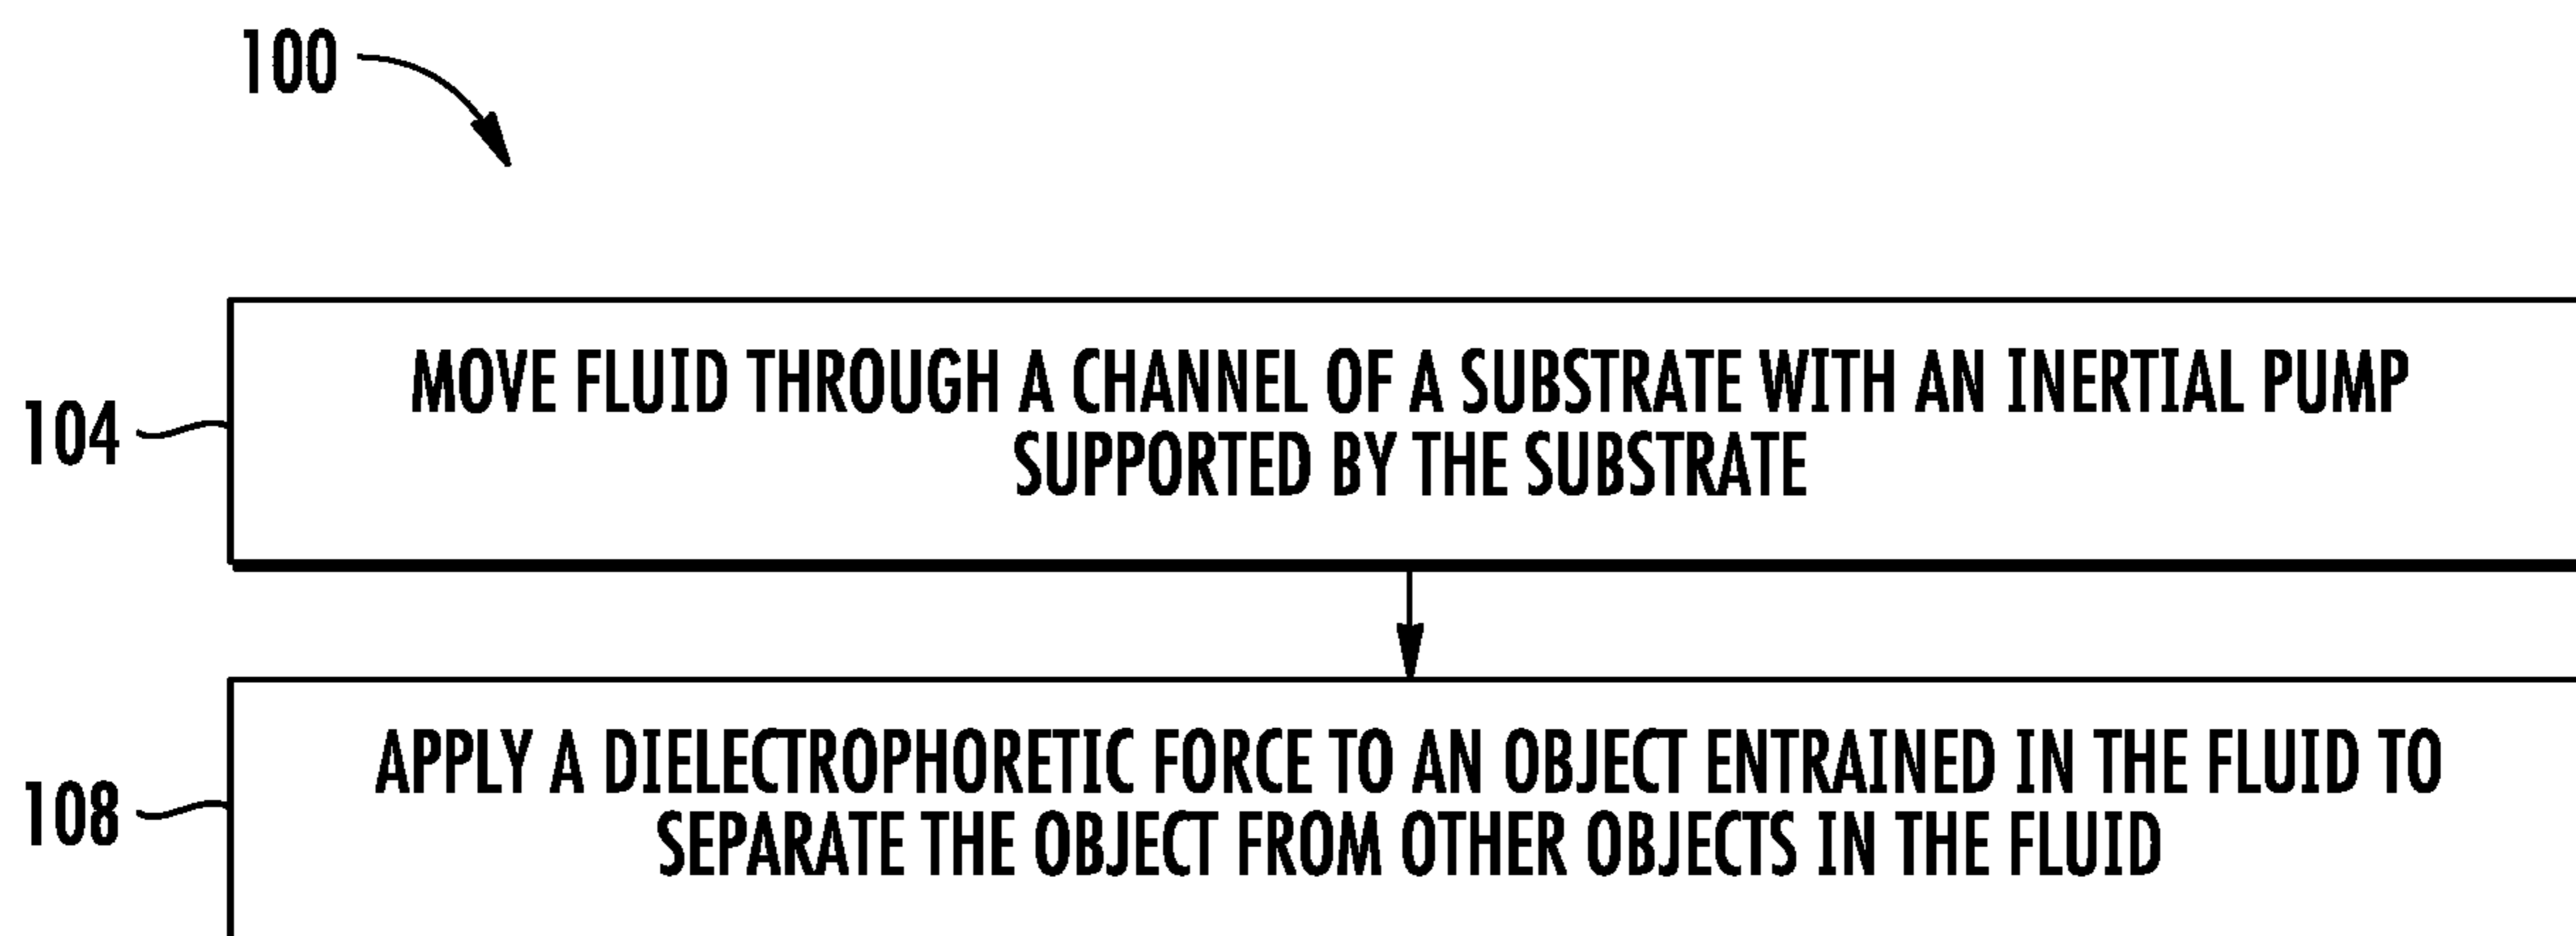 100
104
MOVE FLUID THROUGH A CHANNEL OF A SUBSTRATE WITH AN INERTIAL PUMP
SUPPORTED BY THE SUBSTRATE
108
APPLY A DIELECTROPHORETIC FORCE TO AN OBJECT ENTRAINED IN THE FLUID TO
SEPARATE THE OBJECT FROM OTHER OBJECTS IN THE FLUID